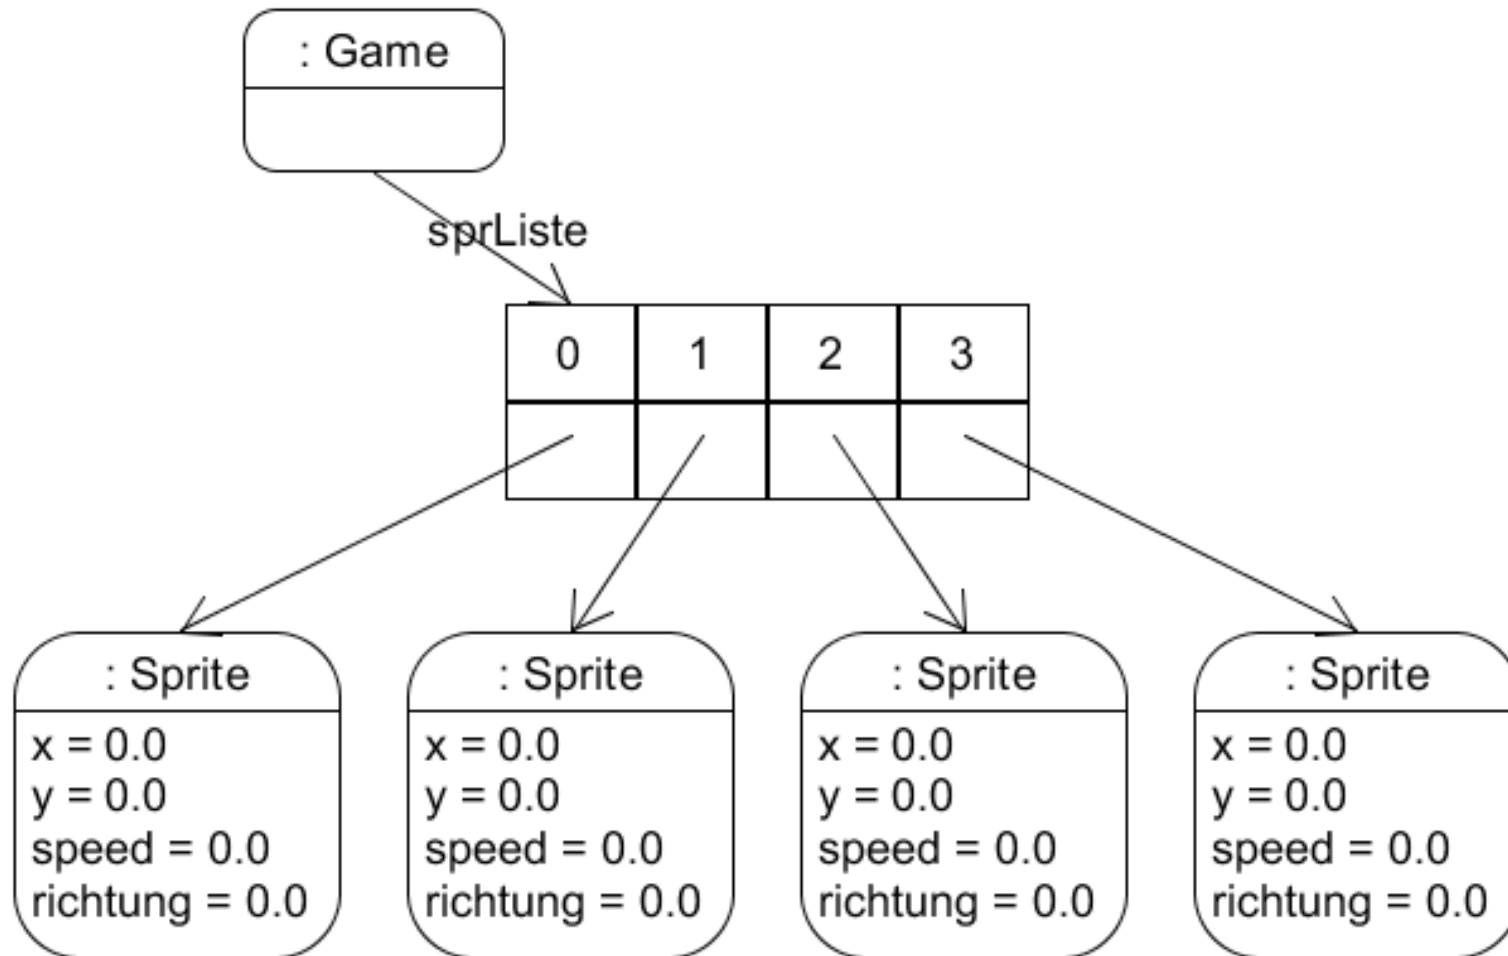 : Game
sprListe
0 1 2 3
: Sprite : Sprite : Sprite : Sprite
x = 0.0 x = 0.0 x = 0.0 x = 0.0
y = 0.0 y = 0.0 y = 0.0 y = 0.0
speed = 0.0 speed = 0.0 speed = 0.0 speed = 0.0
richtung = 0.0 richtung = 0.0 richtung = 0.0 richtung = 0.0